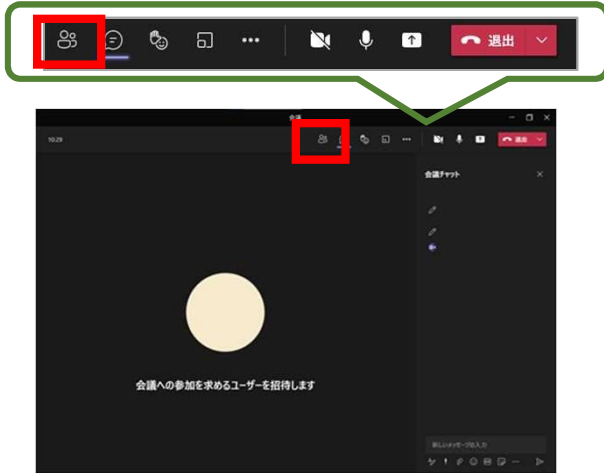 退出
会議
10:29
退出
会議チャット
会議への参加を求めるユーザーを招待します
新しいメッセージの入力